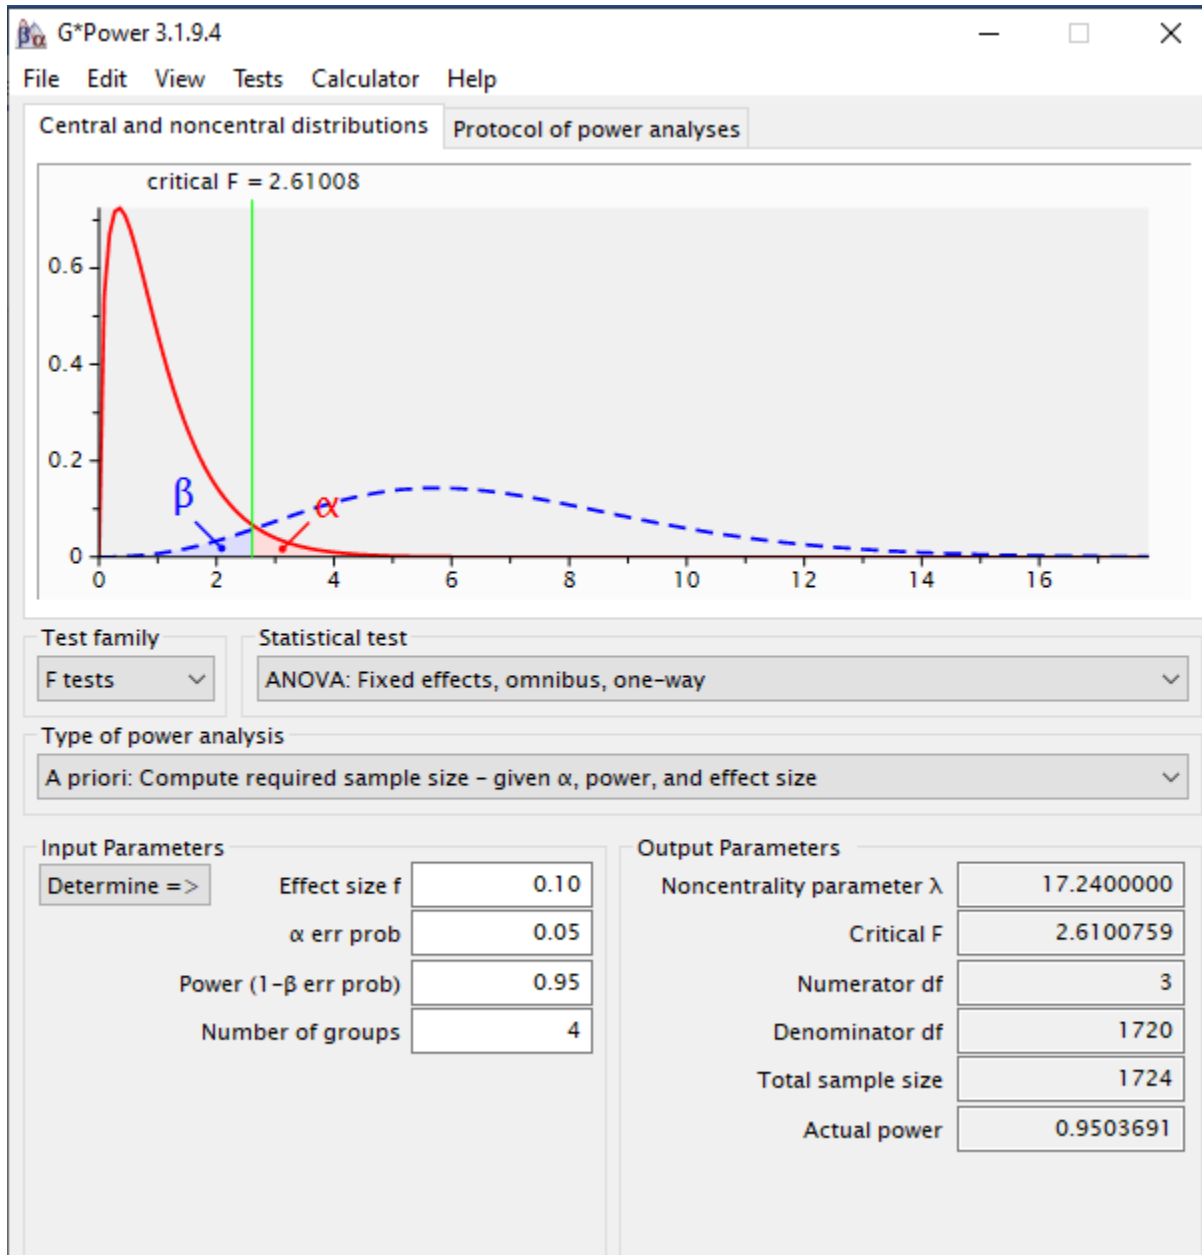 G*Power 3.1.9.4
File Edit View Tests Calculator Help
Central and noncentral distributions Protocol of power analyses
critical F = 2.61008
0.6
0.4
0.2
0
β α
0 2 4 6 8 10 12 14 16
Test family Statistical test
F tests ANOVA: Fixed effects, omnibus, one-way
Type of power analysis
A priori: Compute required sample size - given α, power, and effect size
Input Parameters Output Parameters
Determine => Effect size f 0.10 Noncentrality parameter λ 17.2400000
α err prob 0.05 Critical F 2.6100759
Power (1-β err prob) 0.95 Numerator df 3
Number of groups 4 Denominator df 1720
Total sample size 1724
Actual power 0.9503691